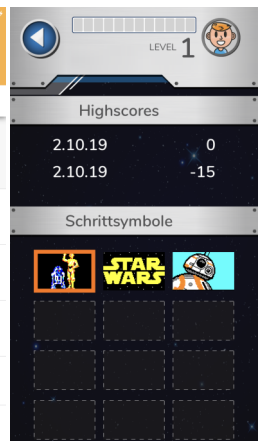 LEVEL 1
Highscores
2.10.19 0
2.10.19 -15
Schrittsymbole
STAR
WARS